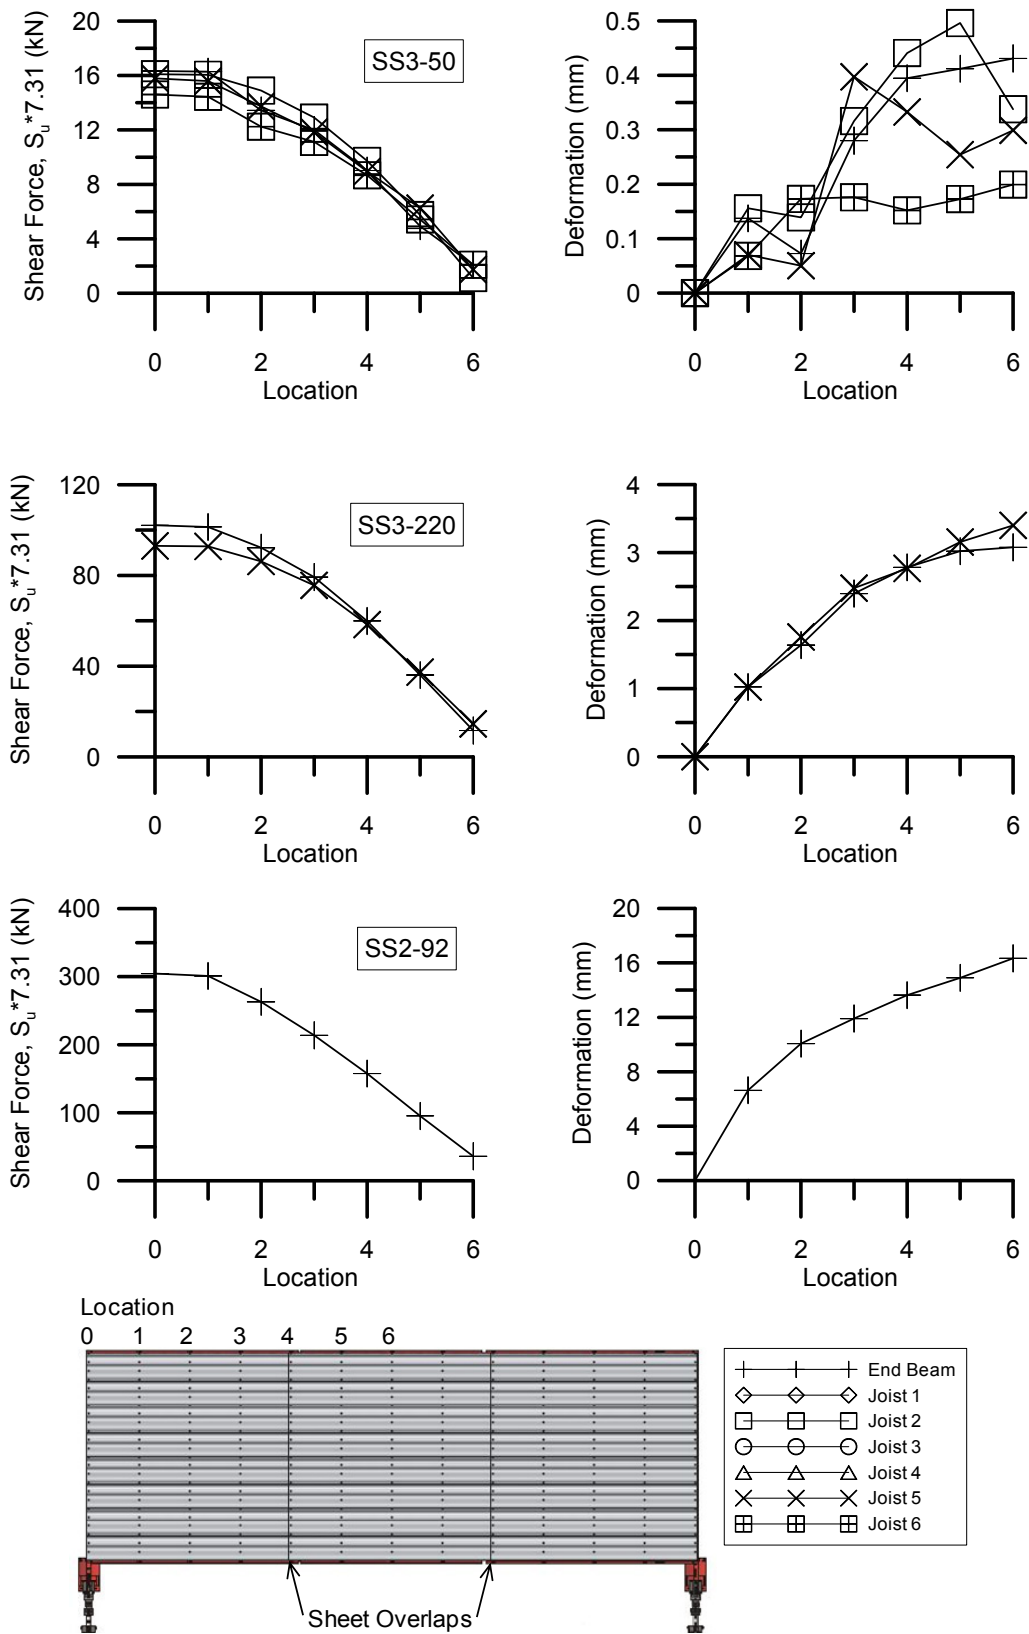 Shear Force, Su*7.31 (kN)
20
16
12
8
4
0
SS3-50
0 2 4 6
Location
Deformation (mm)
0.5
0.4
0.3
0.2
0.1
0
0 2 4 6
Location
Shear Force, Su*7.31 (kN)
120
80
40
0
SS3-220
0 2 4 6
Location
Deformation (mm)
4
3
2
1
0
0 2 4 6
Location
Shear Force, Su*7.31 (kN)
400
300
200
100
0
SS2-92
0 2 4 6
Location
Deformation (mm)
20
16
12
8
4
0
0 2 4 6
Location
Location
0 1 2 3 4 5 6
Sheet Overlaps
End Beam
Joist 1
Joist 2
Joist 3
Joist 4
Joist 5
Joist 6